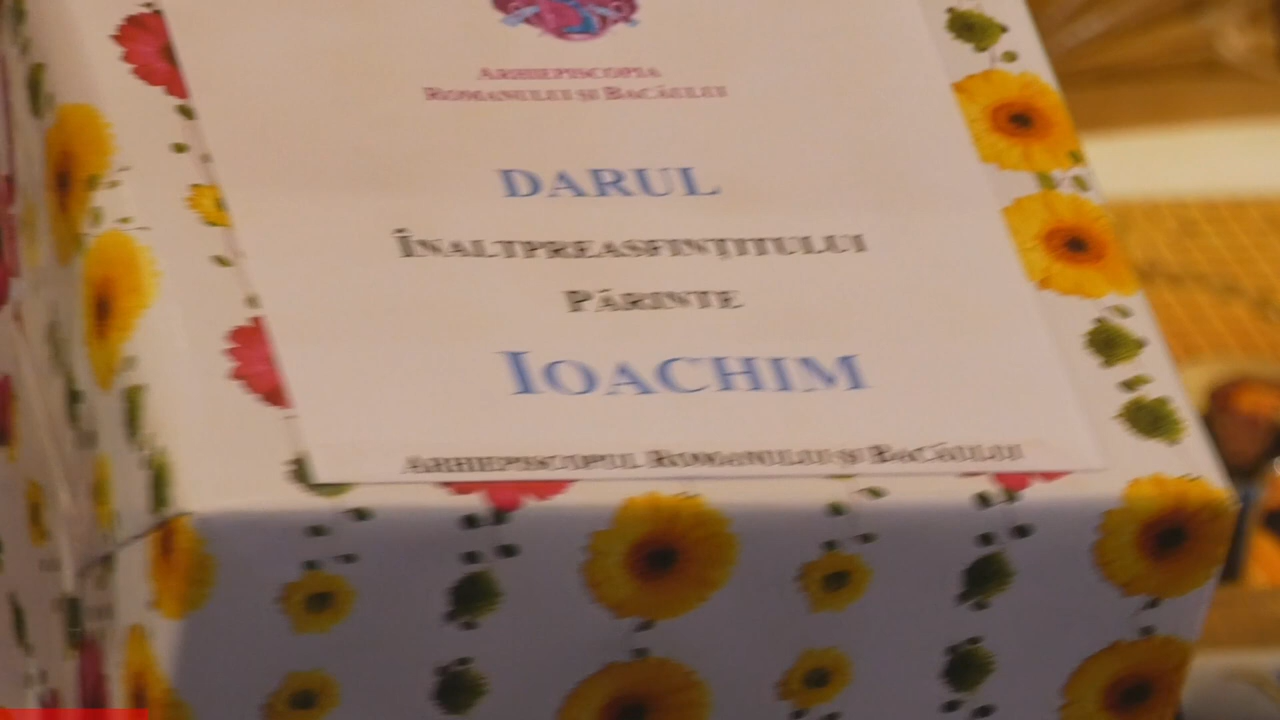 ARHIEPISCOPIA
ROMANULUI ȘI BACĂULUI
DARUL
ÎNALTPREASFINȚITULUI
PĂRINTE
IOACHIM
ARHIEPISCOPUL ROMANULUI ȘI BACĂULUI